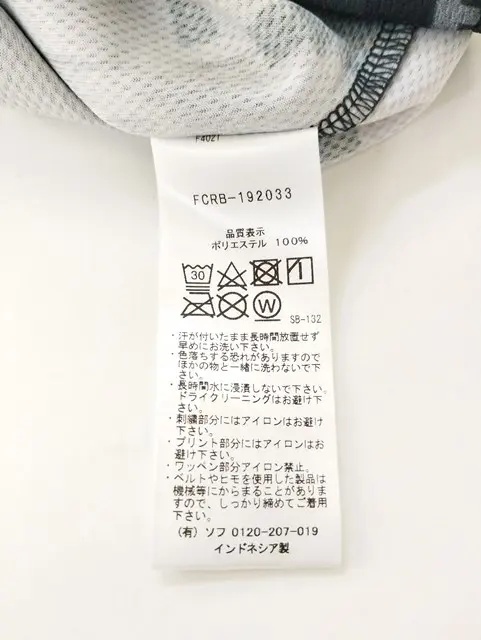 F4021
FCRB-192033
品質表示
ポリエステル 100%
30
W
SB-132
・汗が付いたまま長時間放置せず
早めにお洗い下さい。
・色落ちする恐れがありますので
ほかの物と一緒に洗わないで下
さい。
・長時間水に浸漬しないで下さい。
ドライクリーニングはお避け下
さい。
・刺繍部分にはアイロンはお避け
下さい。
・プリント部分にはアイロンはお
避け下さい。
・ワッペン部分アイロン禁止。
・ベルトやヒモを使用した製品は
機械等にからまることがありま
すので、しっかり締めてご着用
下さい。
(有) ソフ 0120-207-019
インドネシア製